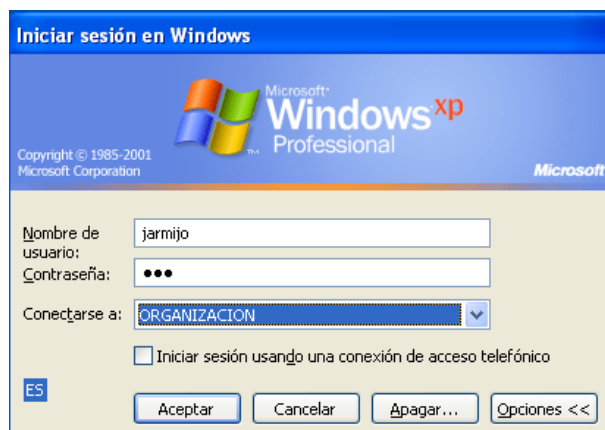 Iniciar sesión en Windows
Microsoft®
Windows xp
Professional
Copyright © 1985-2001
Microsoft Corporation
Microsoft
Nombre de usuario:
jarmijo
Contraseña:
●●●
Conectarse a:
ORGANIZACION
Iniciar sesión usando una conexión de acceso telefónico
ES
Aceptar
Cancelar
Apagar...
Opciones <<